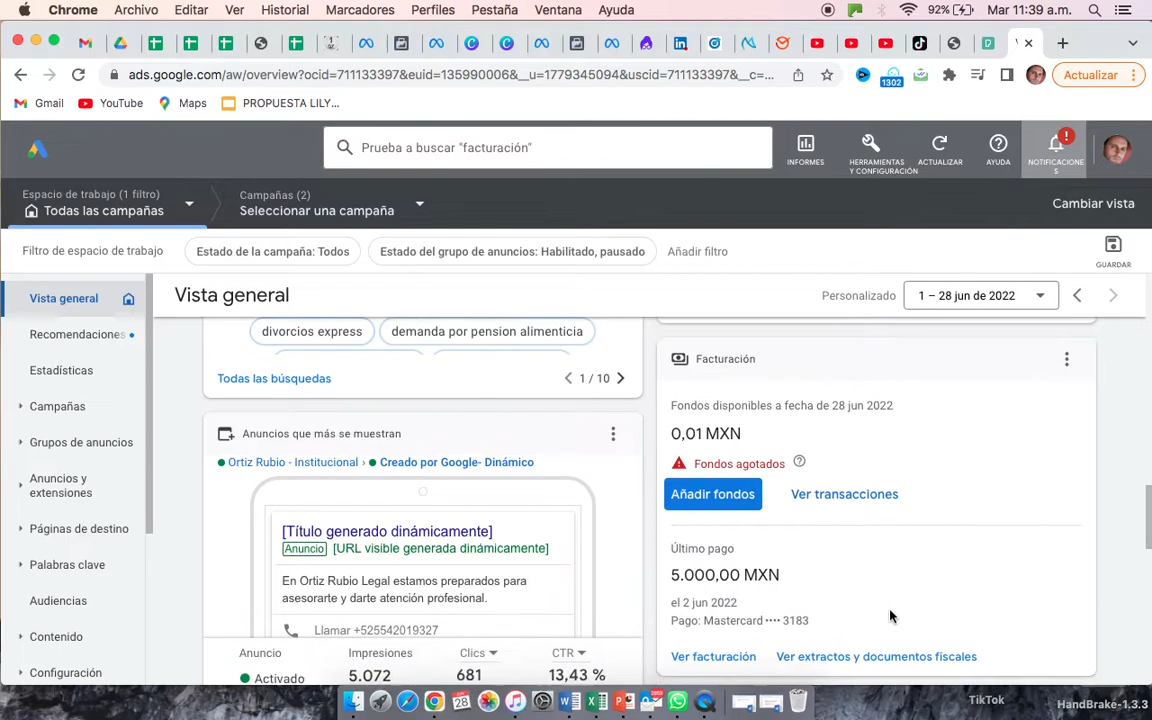 Chrome Archivo Editar Ver Historial Marcadores Perfiles Pestaña Ventana Ayuda 92% Mar 11:39 a.m.
ads.google.com/aw/overview?ocid=711133397&euid=135990006&__u=1779345094&uscid=711133397&__c=... 1302 Actualizar
Gmail YouTube Maps PROPUESTA LILY...
Prueba a buscar "facturación"
INFORMES
HERRAMIENTAS
Y CONFIGURACIÓN
ACTUALIZAR
AYUDA
NOTIFICACIONE
S
Espacio de trabajo (1 filtro)
Todas las campañas
Campañas (2)
Seleccionar una campaña
Cambiar vista
Filtro de espacio de trabajo Estado de la campaña: Todos Estado del grupo de anuncios: Habilitado, pausado Añadir filtro
GUARDAR
Vista general
Recomendaciones
Estadísticas
Campañas
Grupos de anuncios
Anuncios y
extensiones
Páginas de destino
Palabras clave
Audiencias
Contenido
Configuración
Vista general
Personalizado 1 – 28 jun de 2022
divorcios express demanda por pension alimenticia
Todas las búsquedas 1 / 10
Anuncios que más se muestran
Ortiz Rubio - Institucional › Creado por Google- Dinámico
[Título generado dinámicamente]
Anuncio [URL visible generada dinámicamente]
En Ortiz Rubio Legal estamos preparados para
asesorarte y darte atención profesional.
Llamar +525542019327
Anuncio Impresiones Clics CTR
Activado 5.072 681 13,43 %
Facturación
Fondos disponibles a fecha de 28 jun 2022
0,01 MXN
Fondos agotados
Añadir fondos Ver transacciones
Último pago
5.000,00 MXN
el 2 jun 2022
Pago: Mastercard •••• 3183
Ver facturación Ver extractos y documentos fiscales
TikTok
HandBrake-1.3.3